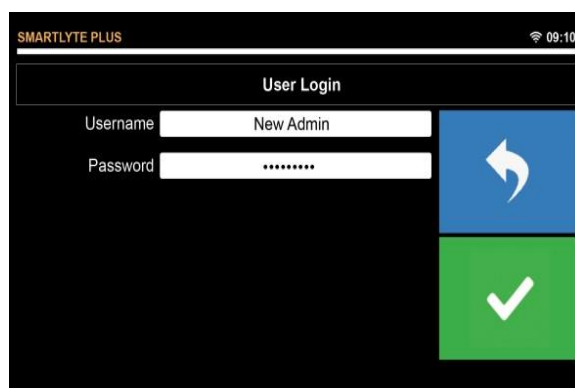 SMARTLYTE PLUS 09:10
User Login
Username New Admin
Password •••••••••